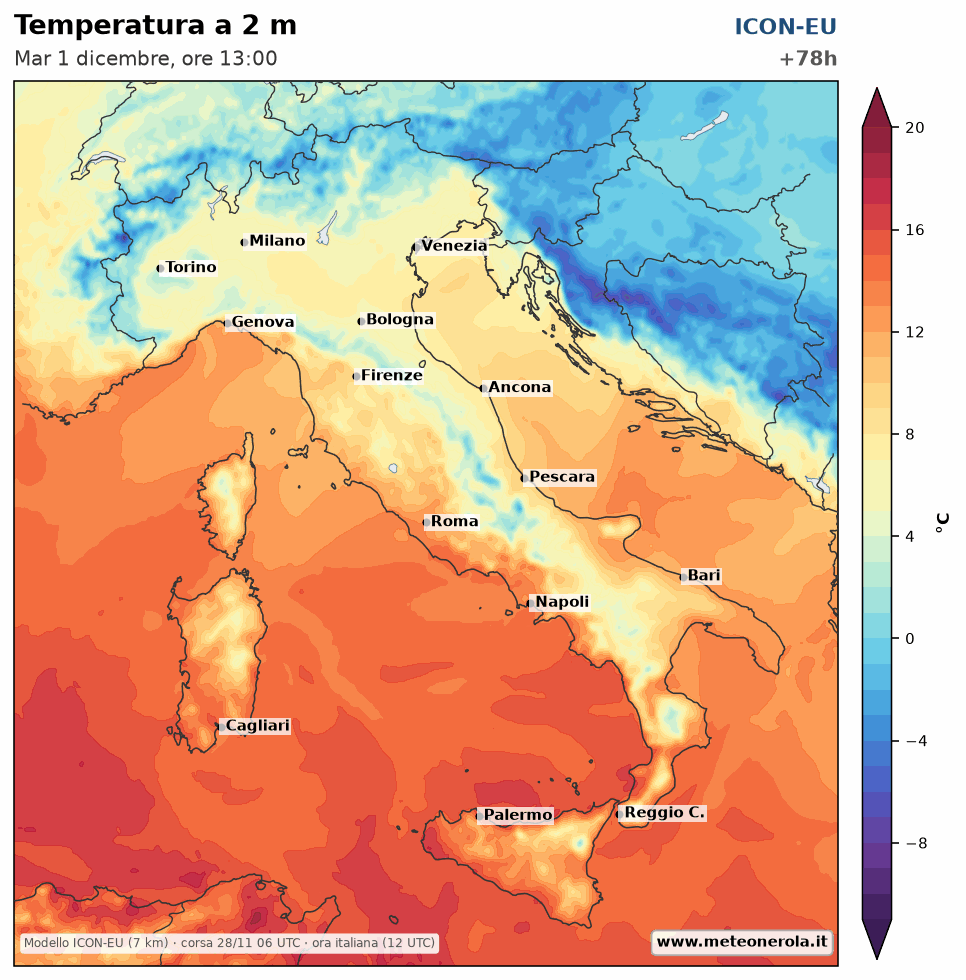 Temperatura a 2 m
ICON-EU
Mar 1 dicembre, ore 13:00
+78h
20
16
12
8
4
0
−4
−8
°C
Milano
Venezia
Torino
Genova
Bologna
Firenze
Ancona
Pescara
Roma
Bari
Napoli
Cagliari
Palermo
Reggio C.
Modello ICON-EU (7 km) · corsa 28/11 06 UTC · ora italiana (12 UTC)
www.meteonerola.it